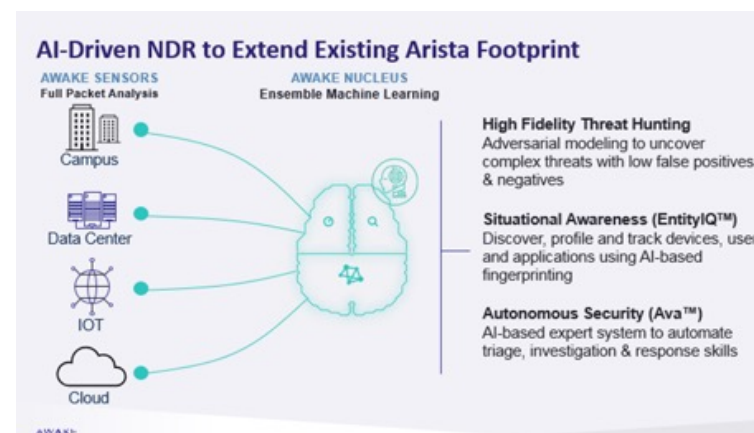 AI-Driven NDR to Extend Existing Arista Footprint
AWAKE SENSORS
Full Packet Analysis
AWAKE NUCLEUS
Ensemble Machine Learning
Campus
Data Center
IOT
Cloud
High Fidelity Threat Hunting
Adversarial modeling to uncover
complex threats with low false positives
& negatives
Situational Awareness (EntityIQ™)
Discover, profile and track devices, use
and applications using AI-based
fingerprinting
Autonomous Security (Ava™)
AI-based expert system to automate
triage, investigation & response skills
AWAKE